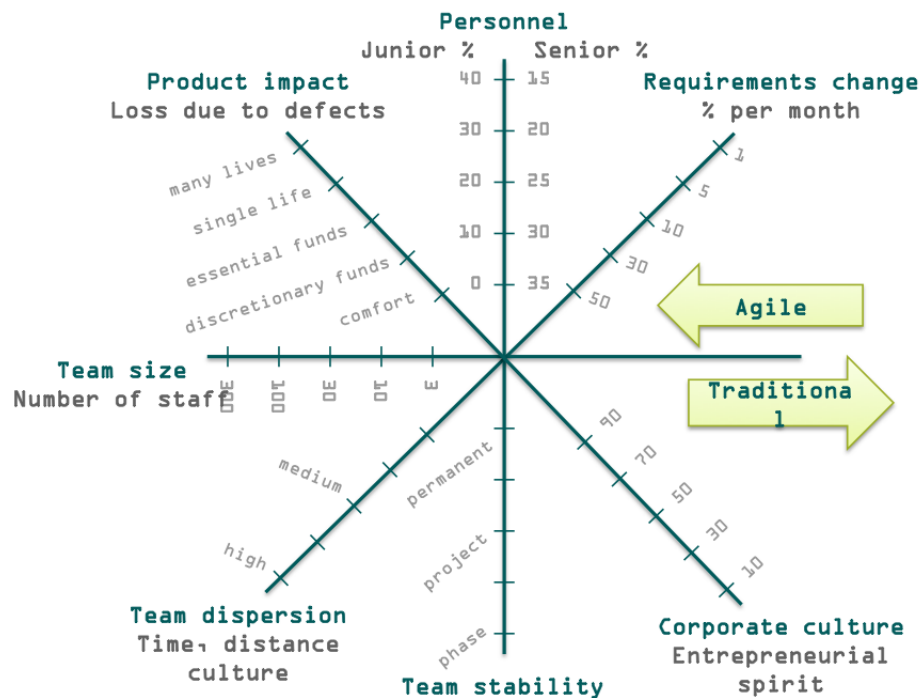 Personnel
Junior % Senior %
40 15
30 20
20 25
10 30
0 35
Product impact
Loss due to defects
many lives
single life
essential funds
discretionary funds
comfort
Requirements change
% per month
1
5
10
30
50
Agile
Traditiona
l
Team size
Number of staff
300
100
30
10
3
90
70
50
30
10
permanent
project
phase
medium
high
Team dispersion
Time, distance
culture
Team stability
Corporate culture
Entrepreneurial
spirit